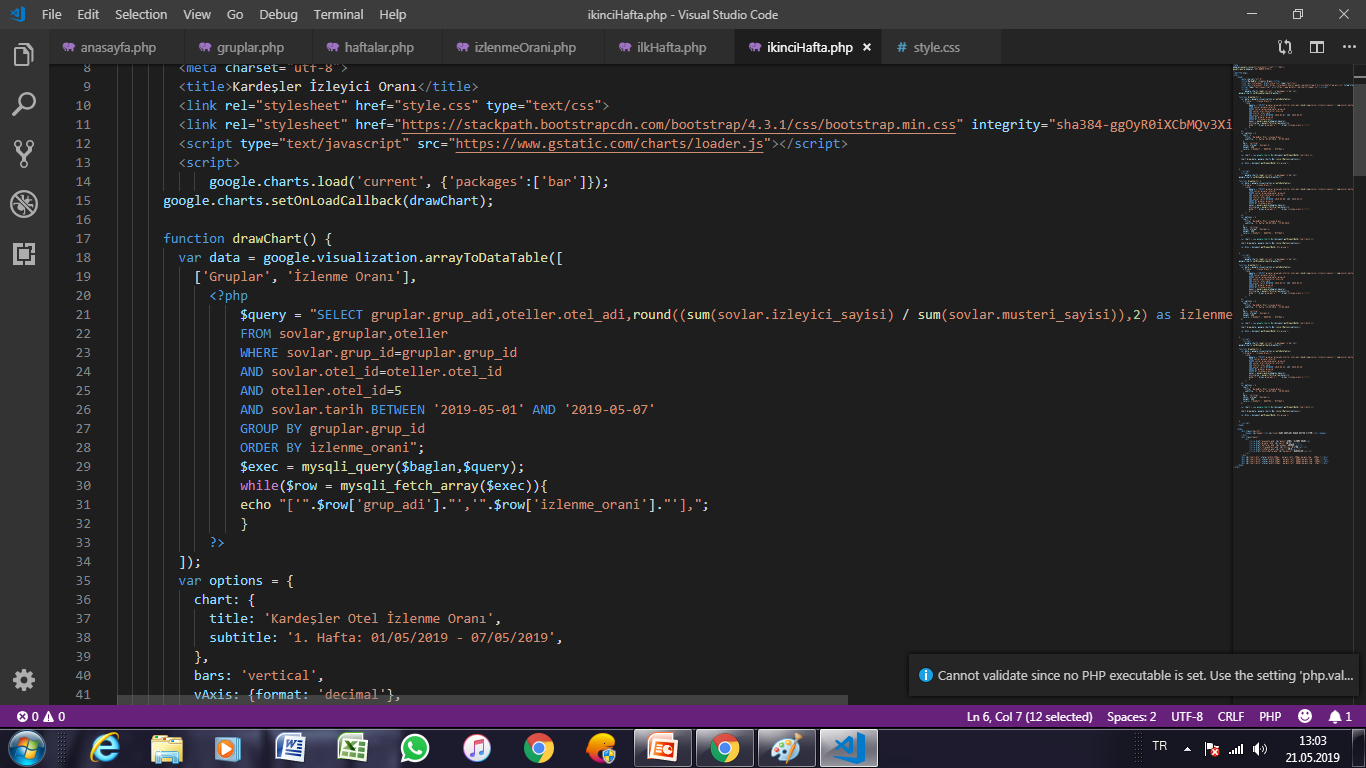 File Edit Selection View Go Debug Terminal Help ikinciHafta.php - Visual Studio Code
anasayfa.php gruplar.php haftalar.php izlenmeOrani.php ilkHafta.php ikinciHafta.php × # style.css
8 <meta charset="utf-8">
9 <title>Kardeşler İzleyici Oranı</title>
10 <link rel="stylesheet" href="style.css" type="text/css">
11 <link rel="stylesheet" href="https://stackpath.bootstrapcdn.com/bootstrap/4.3.1/css/bootstrap.min.css" integrity="sha384-ggOyR0iXCbMQv3Xi
12 <script type="text/javascript" src="https://www.gstatic.com/charts/loader.js"></script>
13 <script>
14 google.charts.load('current', {'packages':['bar']});
15 google.charts.setOnLoadCallback(drawChart);
16
17 function drawChart() {
18 var data = google.visualization.arrayToDataTable([
19 ['Gruplar', 'İzlenme Oranı'],
20 <?php
21 $query = "SELECT gruplar.grup_adi,oteller.otel_adi,round((sum(sovlar.izleyici_sayisi) / sum(sovlar.musteri_sayisi)),2) as izlenme
22 FROM sovlar,gruplar,oteller
23 WHERE sovlar.grup_id=gruplar.grup_id
24 AND sovlar.otel_id=oteller.otel_id
25 AND oteller.otel_id=5
26 AND sovlar.tarih BETWEEN '2019-05-01' AND '2019-05-07'
27 GROUP BY gruplar.grup_id
28 ORDER BY izlenme_orani";
29 $exec = mysqli_query($baglan,$query);
30 while($row = mysqli_fetch_array($exec)){
31 echo "['".$row['grup_adi']."','".$row['izlenme_orani']."'],";
32 }
33 ?>
34 ]);
35 var options = {
36 chart: {
37 title: 'Kardeşler Otel İzlenme Oranı',
38 subtitle: '1. Hafta: 01/05/2019 - 07/05/2019',
39 },
40 bars: 'vertical',
41 vAxis: {format: 'decimal'},
Cannot validate since no PHP executable is set. Use the setting 'php.val...
0 0 Ln 6, Col 7 (12 selected) Spaces: 2 UTF-8 CRLF PHP 1
TR 13:03
21.05.2019